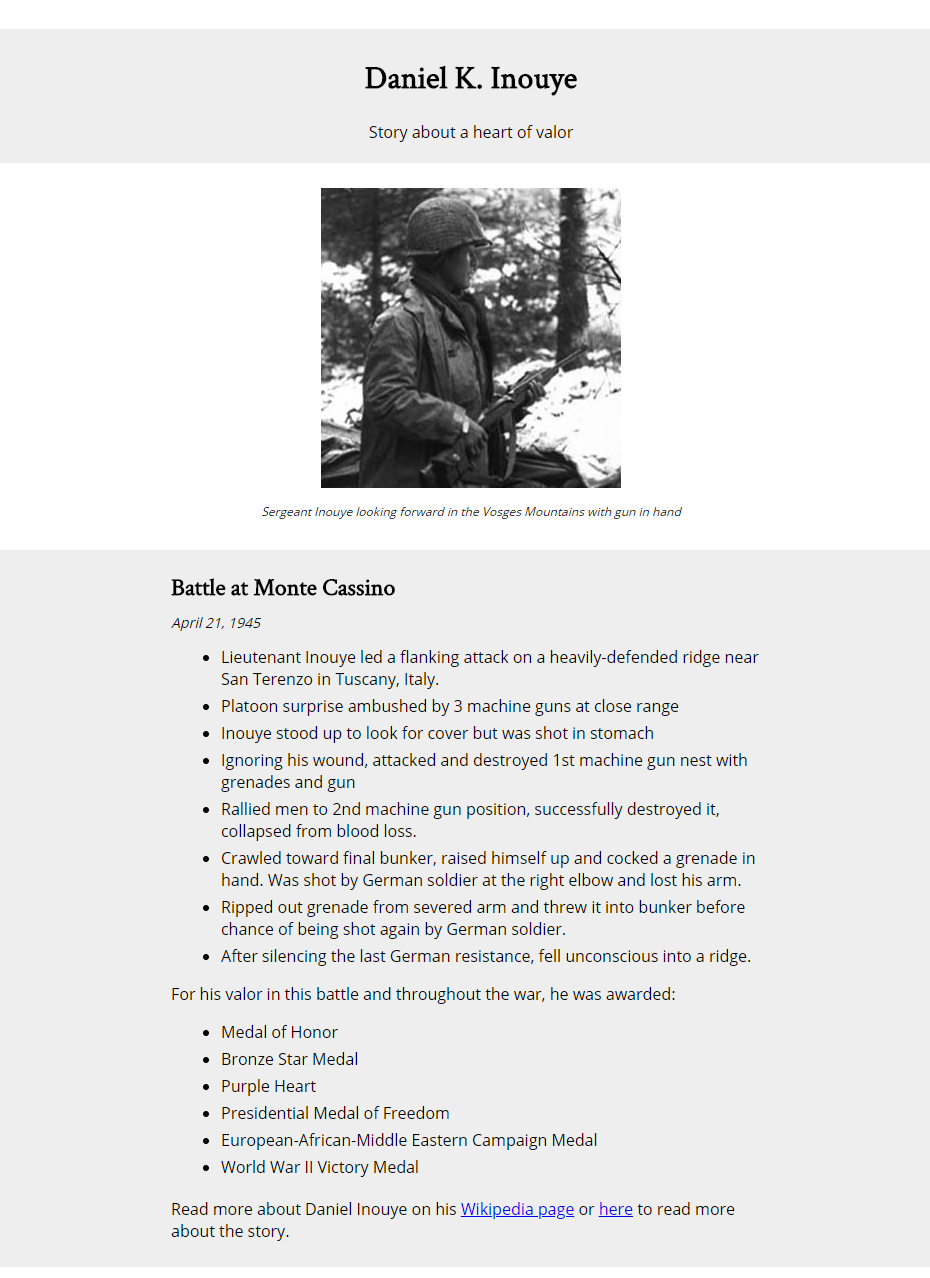 Daniel K. Inouye
Story about a heart of valor
Sergeant Inouye looking forward in the Vosges Mountains with gun in hand
Battle at Monte Cassino
April 21, 1945
• Lieutenant Inouye led a flanking attack on a heavily-defended ridge near
San Terenzo in Tuscany, Italy.
• Platoon surprise ambushed by 3 machine guns at close range
• Inouye stood up to look for cover but was shot in stomach
• Ignoring his wound, attacked and destroyed 1st machine gun nest with
grenades and gun
• Rallied men to 2nd machine gun position, successfully destroyed it,
collapsed from blood loss.
• Crawled toward final bunker, raised himself up and cocked a grenade in
hand. Was shot by German soldier at the right elbow and lost his arm.
• Ripped out grenade from severed arm and threw it into bunker before
chance of being shot again by German soldier.
• After silencing the last German resistance, fell unconscious into a ridge.
For his valor in this battle and throughout the war, he was awarded:
• Medal of Honor
• Bronze Star Medal
• Purple Heart
• Presidential Medal of Freedom
• European-African-Middle Eastern Campaign Medal
• World War II Victory Medal
Read more about Daniel Inouye on his Wikipedia page or here to read more
about the story.